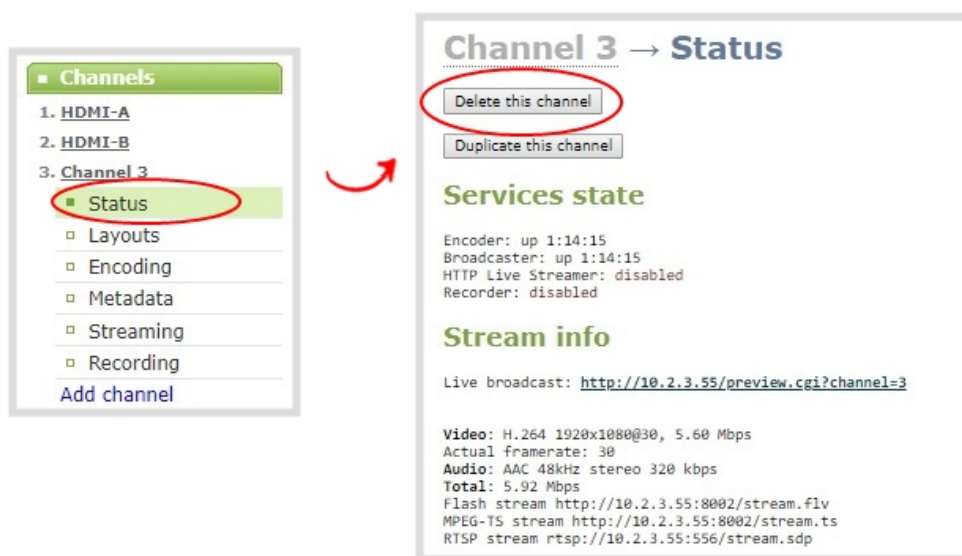 Channels
1. HDMI-A
2. HDMI-B
3. Channel 3
Status
Layouts
Encoding
Metadata
Streaming
Recording
Add channel
Channel 3 → Status
Delete this channel
Duplicate this channel
Services state
Encoder: up 1:14:15
Broadcaster: up 1:14:15
HTTP Live Streamer: disabled
Recorder: disabled
Stream info
Live broadcast: http://10.2.3.55/preview.cgi?channel=3
Video: H.264 1920x1080@30, 5.60 Mbps
Actual framerate: 30
Audio: AAC 48kHz stereo 320 kbps
Total: 5.92 Mbps
Flash stream http://10.2.3.55:8002/stream.flv
MPEG-TS stream http://10.2.3.55:8002/stream.ts
RTSP stream rtsp://10.2.3.55:556/stream.sdp